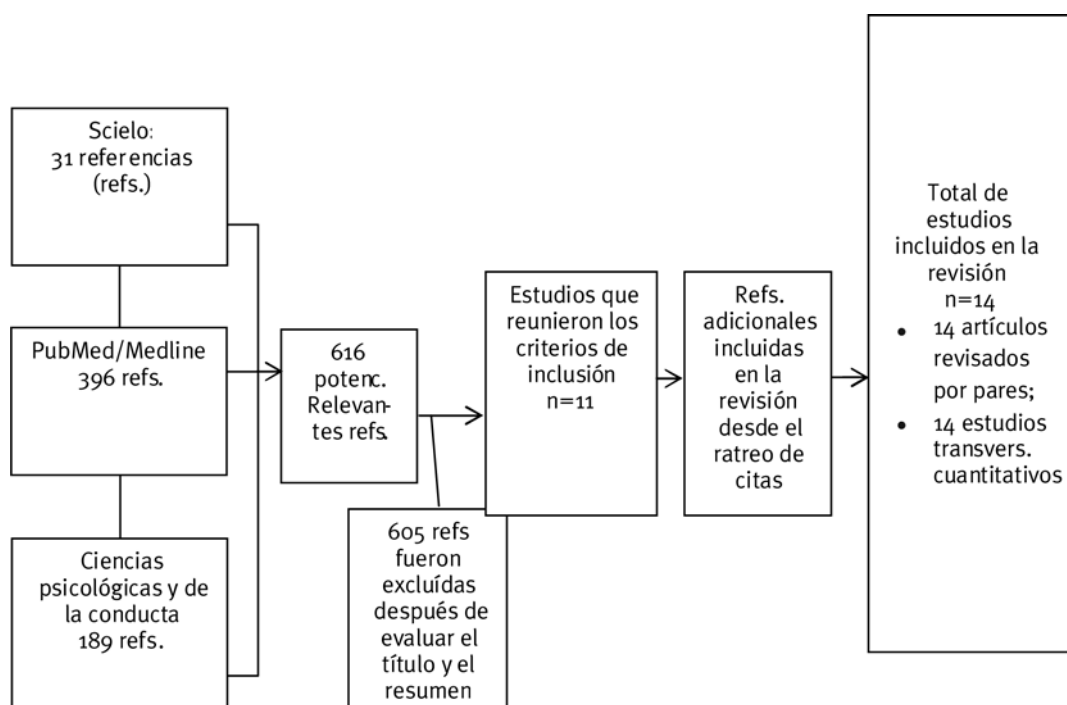 Scielo:
31 referencias
(refs.)
PubMed/Medline
396 refs.
Ciencias
psicológicas y de
la conducta
189 refs.
616
potenc.
Relevan-
tes refs.
605 refs
fueron
excluídas
después de
evaluar el
título y el
resumen
Estudios que
reunieron los
criterios de
inclusión
n=11
Refs.
adicionales
incluidas
en la
revisión
desde el
ratreo de
citas
Total de
estudios
incluidos en la
revisión
n=14
• 14 artículos
revisados
por pares;
• 14 estudios
transvers.
cuantitativos